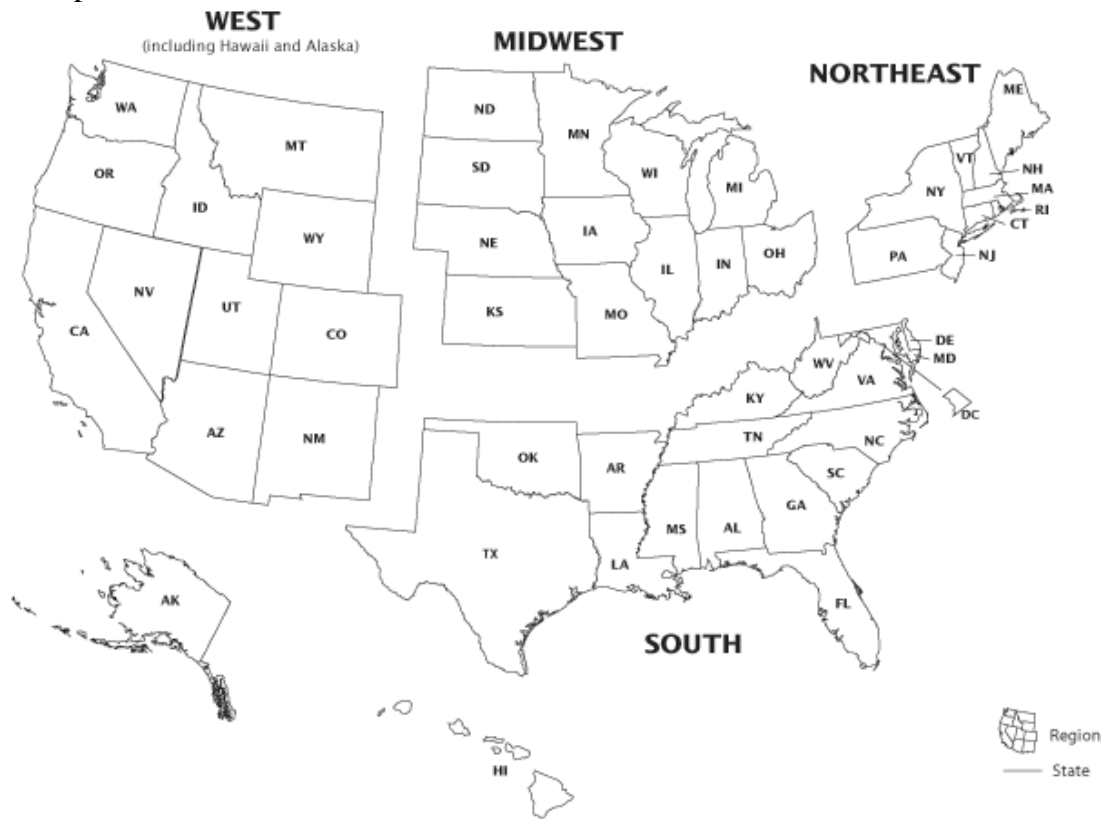 WEST
(including Hawaii and Alaska)
MIDWEST
NORTHEAST
WA
MT
OR
ID
WY
NV
UT
CA
CO
AZ
NM
AK
HI
ND
MN
SD
WI
MI
NE
IA
IL
IN
OH
KS
MO
ME
VT
NH
NY
MA
RI
CT
PA
NJ
DE
MD
WV
VA
DC
KY
TN
NC
OK
AR
SC
MS
AL
GA
TX
LA
FL
SOUTH
Region
State